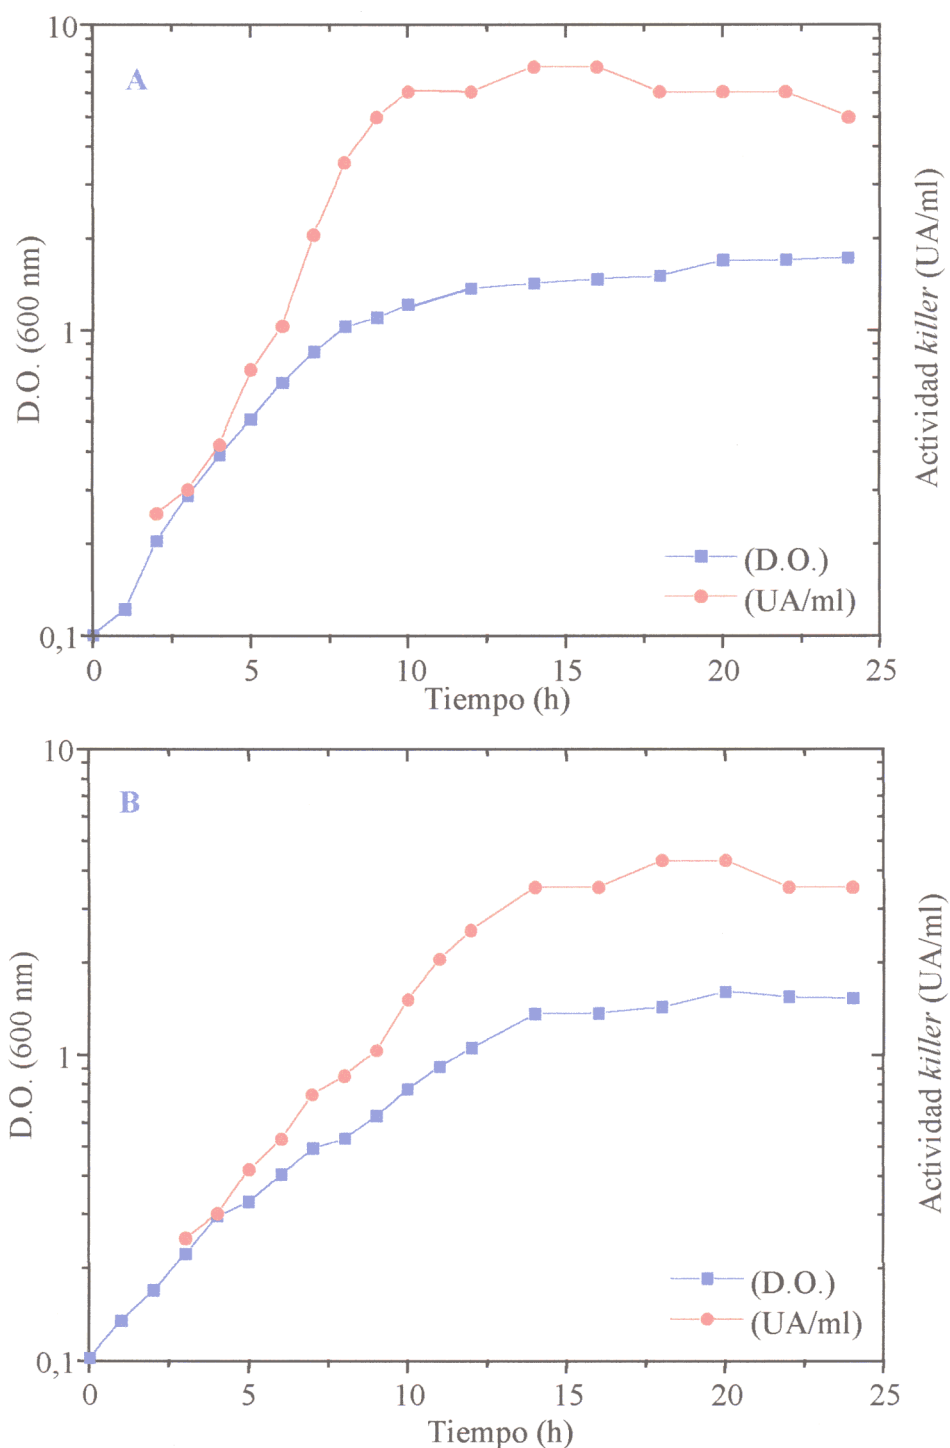 10
A
1
0,1
D.O. (600 nm)
Actividad killer (UA/ml)
(D.O.)
(UA/ml)
0 5 10 15 20 25
Tiempo (h)
10
B
1
0,1
D.O. (600 nm)
Actividad killer (UA/ml)
(D.O.)
(UA/ml)
0 5 10 15 20 25
Tiempo (h)